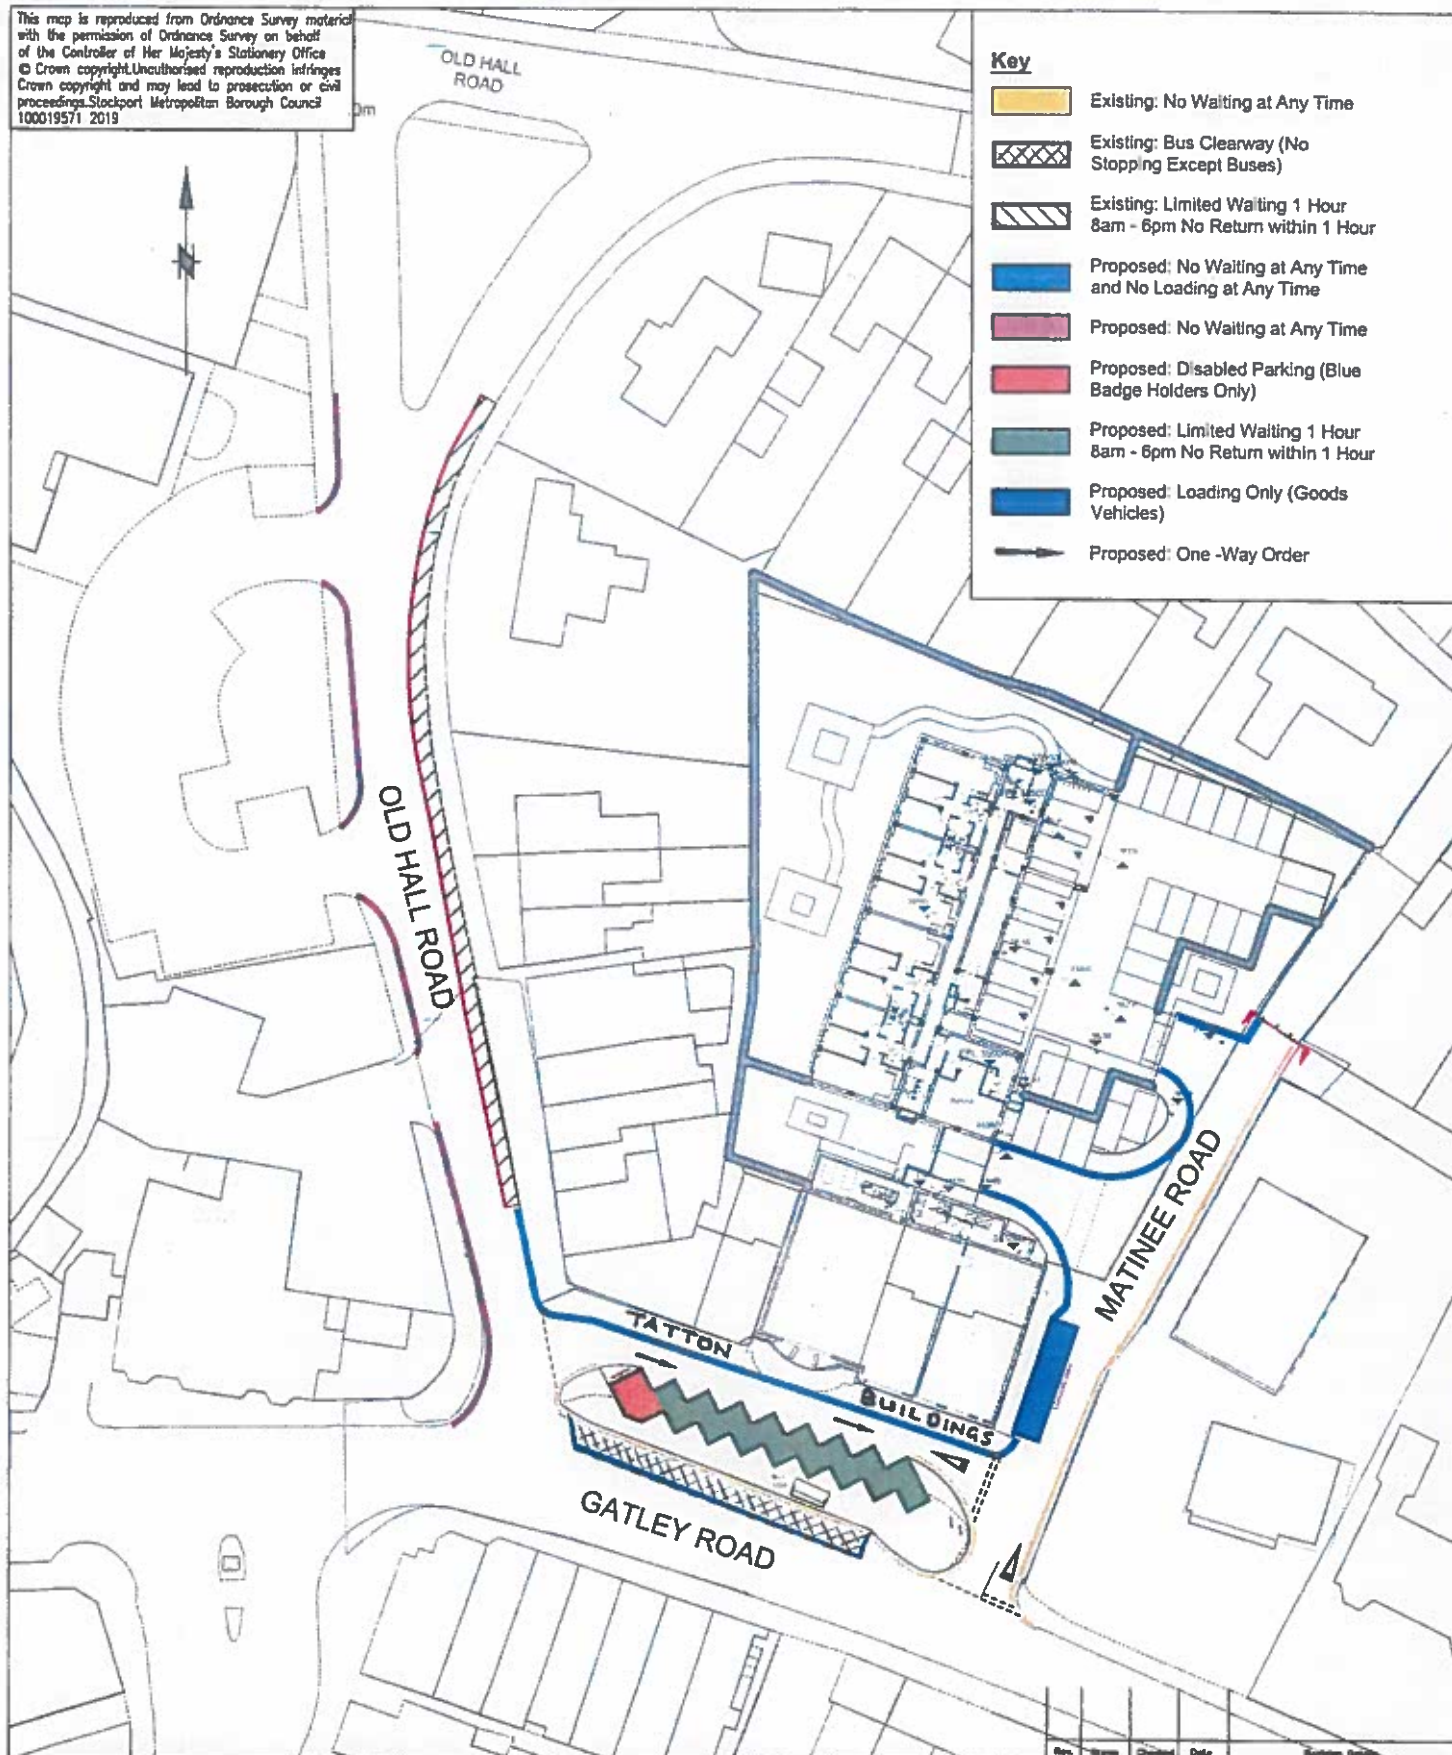 This map is reproduced from Ordnance Survey material
with the permission of Ordnance Survey on behalf
of the Controller of Her Majesty's Stationery Office
© Crown copyright.Unauthorised reproduction infringes
Crown copyright and may lead to prosecution or civil
proceedings.Stockport Metropolitan Borough Council
100019571 2019
OLD HALL
ROAD
Key
Existing: No Waiting at Any Time
Existing: Bus Clearway (No
Stopping Except Buses)
Existing: Limited Waiting 1 Hour
8am - 6pm No Return within 1 Hour
Proposed: No Waiting at Any Time
and No Loading at Any Time
Proposed: No Waiting at Any Time
Proposed: Disabled Parking (Blue
Badge Holders Only)
Proposed: Limited Waiting 1 Hour
8am - 6pm No Return within 1 Hour
Proposed: Loading Only (Goods
Vehicles)
Proposed: One -Way Order
N
OLD HALL ROAD
MATINEE ROAD
TATTON
BUILDINGS
GATLEY ROAD
Rev. Checked Date